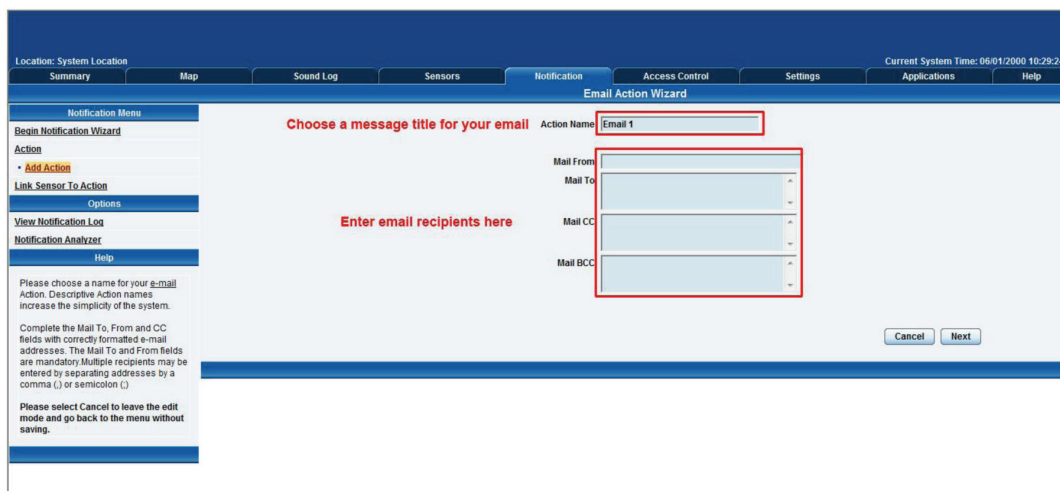 Location: System Location
Current System Time: 06/01/2000 10:29:24
Summary Map Sound Log Sensors Notification Access Control Settings Applications Help
Email Action Wizard
Notification Menu
Begin Notification Wizard
Action
• Add Action
Link Sensor To Action
Options
View Notification Log
Notification Analyzer
Help
Please choose a name for your e-mail
Action. Descriptive Action names
increase the simplicity of the system.
Complete the Mail To, From and CC
fields with correctly formatted e-mail
addresses. The Mail To and From fields
are mandatory.Multiple recipients may be
entered by separating addresses by a
comma (,) or semicolon (;)
Please select Cancel to leave the edit
mode and go back to the menu without
saving.
Choose a message title for your email
Action Name Email 1
Mail From
Mail To
Enter email recipients here
Mail CC
Mail BCC
Cancel Next